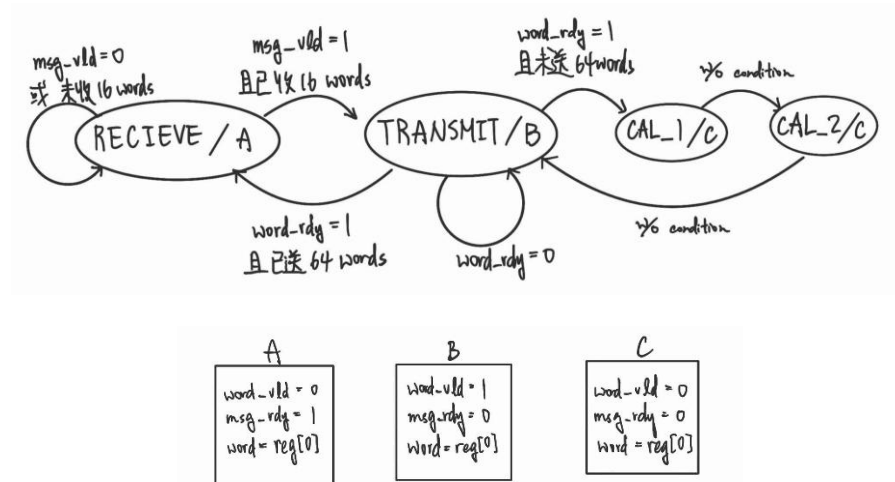 msg_vld = 0
或 未收 16 words
msg_vld = 1
且已收 16 words
word_rdy = 1
且未送 64 words
w/o condition
RECIEVE / A
TRANSMIT / B
CAL_1 / C
CAL_2 / C
word_rdy = 1
且已送 64 words
word_rdy = 0
w/o condition
A
word_vld = 0
msg_rdy = 1
word = reg[0]
B
word_vld = 1
msg_rdy = 0
word = reg[0]
C
word_vld = 0
msg_rdy = 0
word = reg[0]